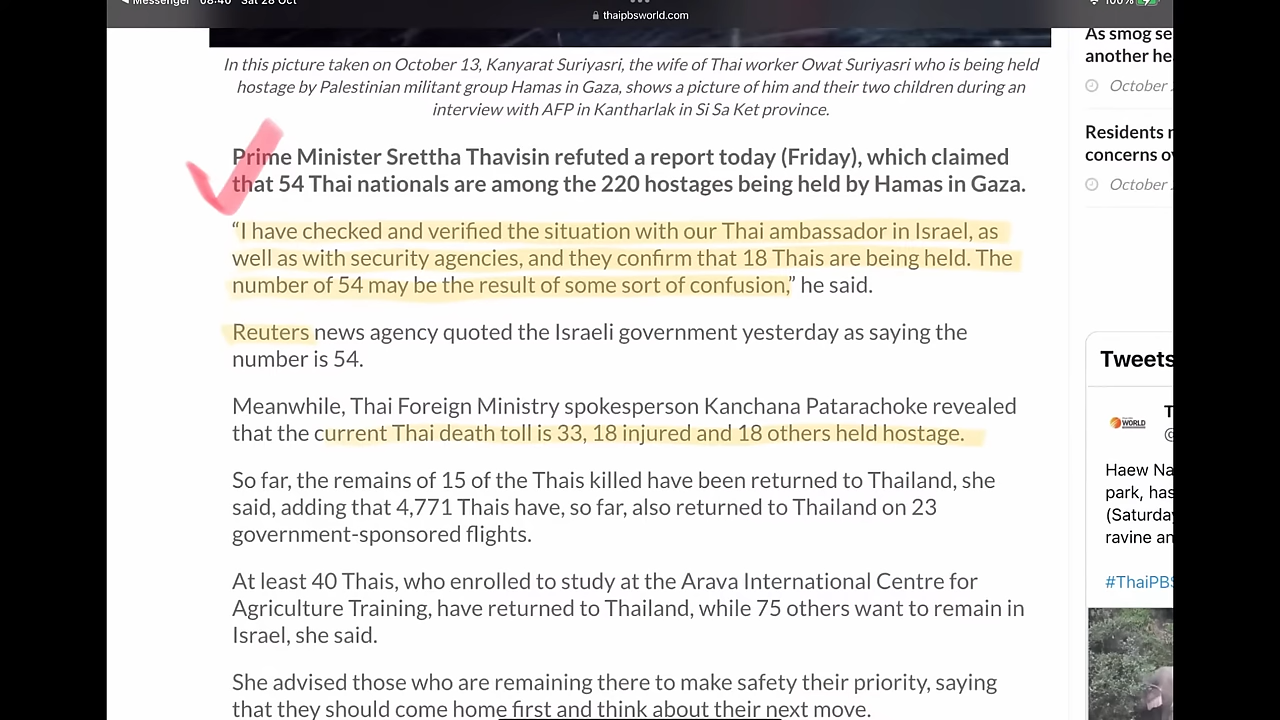 Messenger 08:46 Sat 28 Oct
100%
thaipbsworld.com
In this picture taken on October 13, Kanyarat Suriyasri, the wife of Thai worker Owat Suriyasri who is being held
hostage by Palestinian militant group Hamas in Gaza, shows a picture of him and their two children during an
interview with AFP in Kantharlak in Si Sa Ket province.
Prime Minister Srettha Thavisin refuted a report today (Friday), which claimed
that 54 Thai nationals are among the 220 hostages being held by Hamas in Gaza.
“I have checked and verified the situation with our Thai ambassador in Israel, as
well as with security agencies, and they confirm that 18 Thais are being held. The
number of 54 may be the result of some sort of confusion,” he said.
Reuters news agency quoted the Israeli government yesterday as saying the
number is 54.
Meanwhile, Thai Foreign Ministry spokesperson Kanchana Patarachoke revealed
that the current Thai death toll is 33, 18 injured and 18 others held hostage.
So far, the remains of 15 of the Thais killed have been returned to Thailand, she
said, adding that 4,771 Thais have, so far, also returned to Thailand on 23
government-sponsored flights.
At least 40 Thais, who enrolled to study at the Arava International Centre for
Agriculture Training, have returned to Thailand, while 75 others want to remain in
Israel, she said.
She advised those who are remaining there to make safety their priority, saying
that they should come home first and think about their next move.
As smog se
another he
October
Residents
concerns
October
Tweets
WORLD
T
@
Haew Na
park, has
(Saturday
ravine an
#ThaiPBS